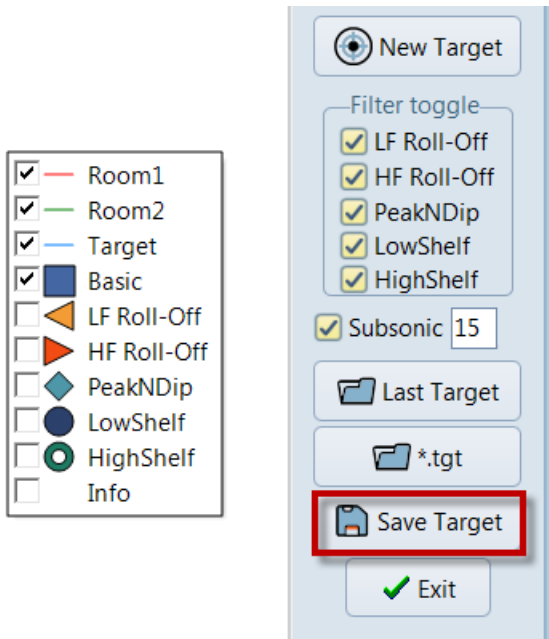 Room1
Room2
Target
Basic
LF Roll-Off
HF Roll-Off
PeakNDip
LowShelf
HighShelf
Info
New Target
Filter toggle
LF Roll-Off
HF Roll-Off
PeakNDip
LowShelf
HighShelf
Subsonic 15
Last Target
*.tgt
Save Target
Exit